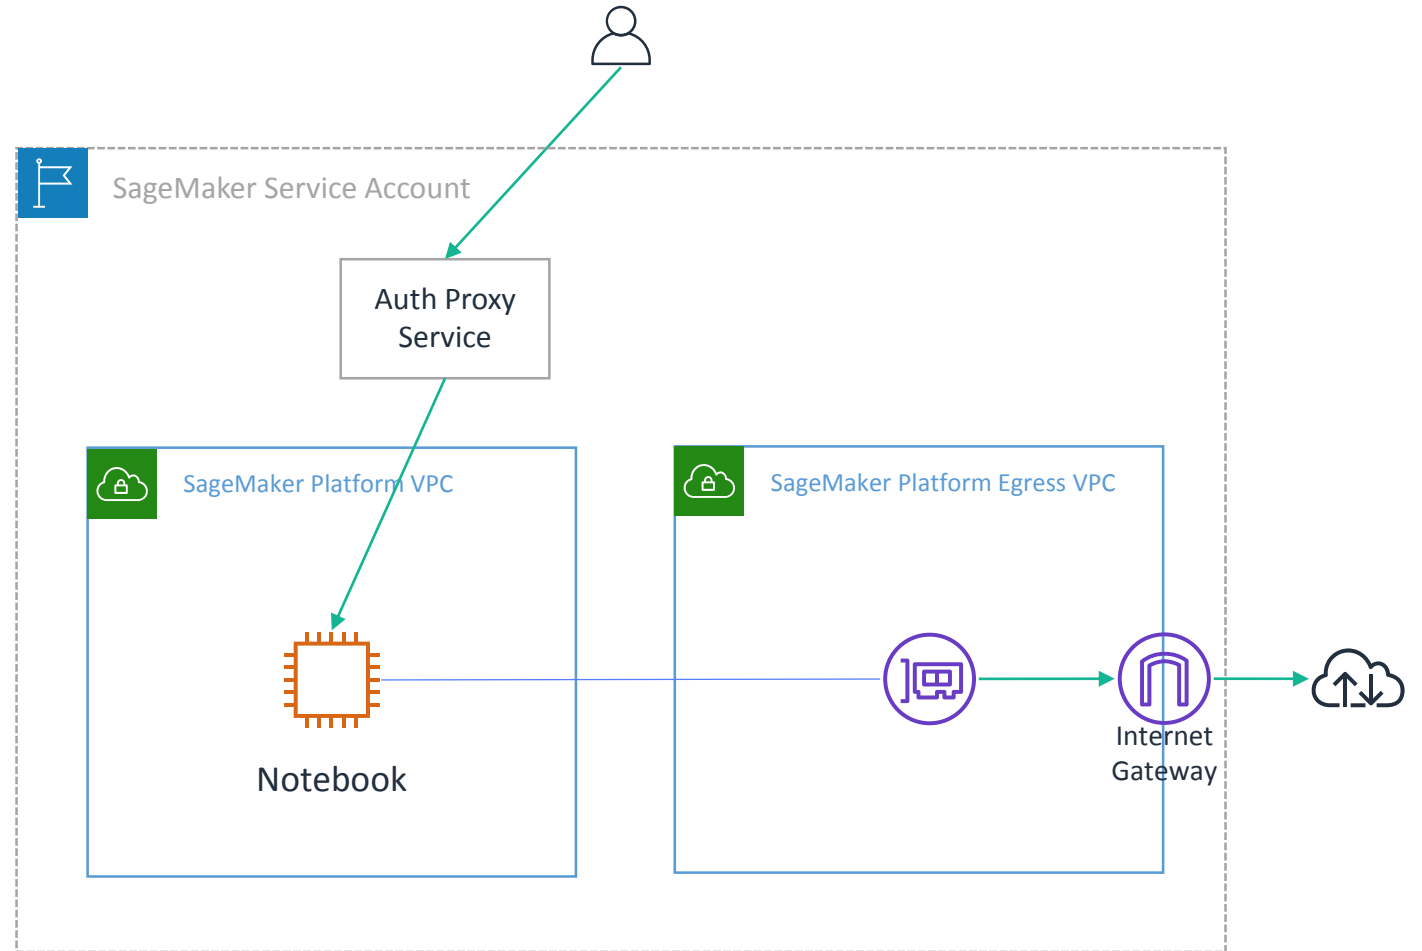 SageMaker Service Account
Auth Proxy
Service
SageMaker Platform VPC
SageMaker Platform Egress VPC
Notebook
Internet
Gateway